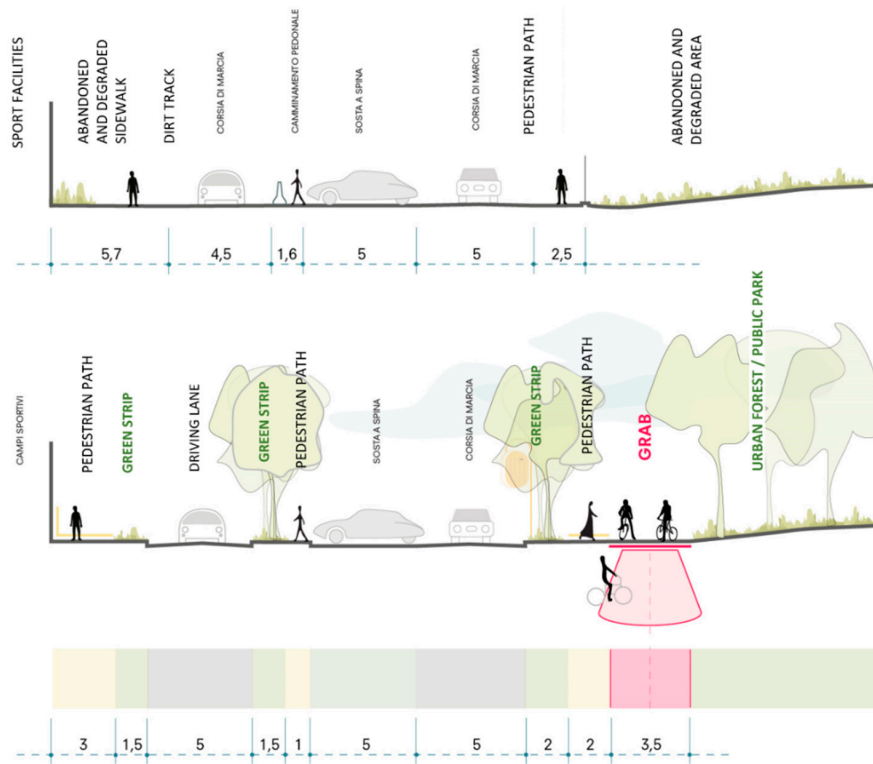 SPORT FACILITIES
ABANDONED
AND DEGRADED
SIDEWALK
DIRT TRACK
CORSIA DI MARCIA
CAMMINAMENTO PEDONALE
SOSTA A SPINA
CORSIA DI MARCIA
PEDESTRIAN PATH
ABANDONED AND
DEGRADED AREA
5,7
4,5
1,6
5
5
2,5
CAMPI SPORTIVI
PEDESTRIAN PATH
GREEN STRIP
DRIVING LANE
GREEN STRIP
PEDESTRIAN PATH
SOSTA A SPINA
CORSIA DI MARCIA
GREEN STRIP
PEDESTRIAN PATH
GRAB
URBAN FOREST / PUBLIC PARK
3
1,5
5
1,5
1
5
5
2
2
3,5